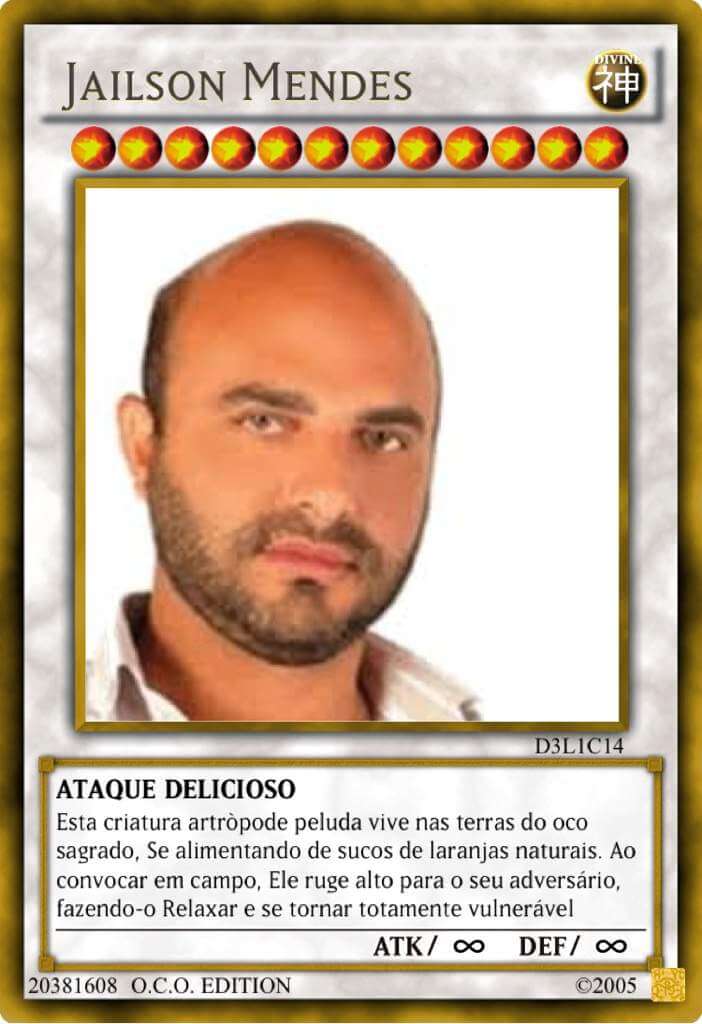 Jailson Mendes
DIVINE
神
D3L1C14
ATAQUE DELICIOSO
Esta criatura artròpode peluda vive nas terras do oco
sagrado, Se alimentando de sucos de laranjas naturais. Ao
convocar em campo, Ele ruge alto para o seu adversário,
fazendo-o Relaxar e se tornar totamente vulnerável
ATK/ ∞ DEF/ ∞
20381608 O.C.O. EDITION ©2005